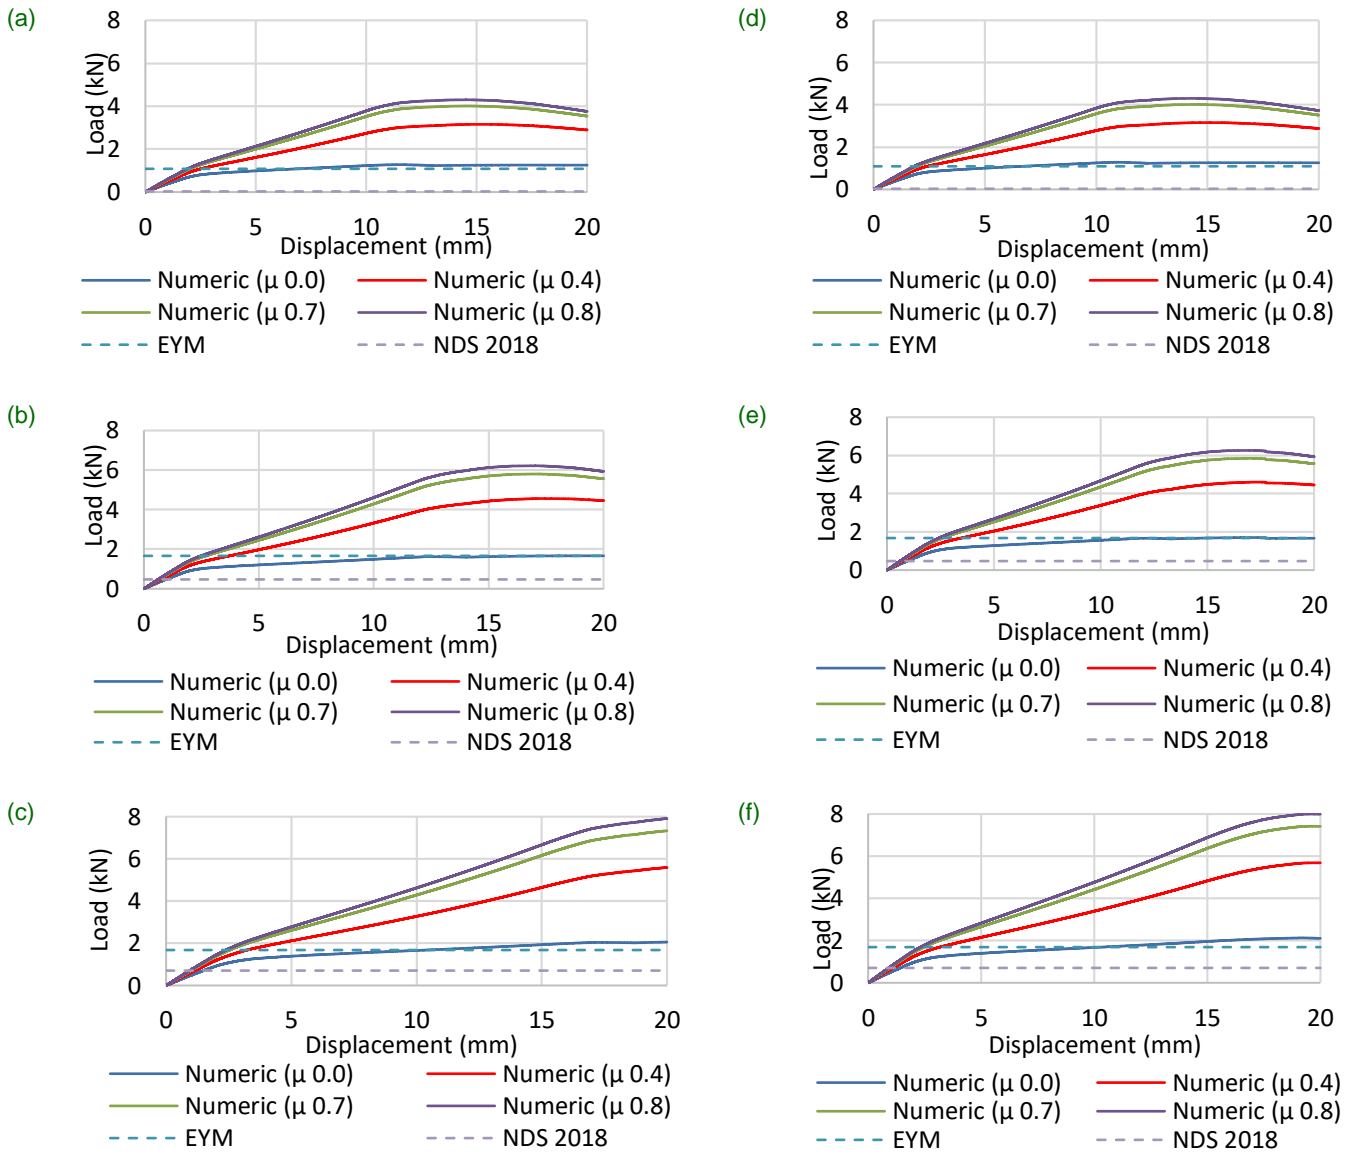 (a)
8
6
4
2
0
Load (kN)
0 5 10 15 20
Displacement (mm)
Numeric (μ 0.0) Numeric (μ 0.4)
Numeric (μ 0.7) Numeric (μ 0.8)
EYM NDS 2018
(d)
8
6
4
2
0
Load (kN)
0 5 10 15 20
Displacement (mm)
Numeric (μ 0.0) Numeric (μ 0.4)
Numeric (μ 0.7) Numeric (μ 0.8)
EYM NDS 2018
(b)
8
6
4
2
0
Load (kN)
0 5 10 15 20
Displacement (mm)
Numeric (μ 0.0) Numeric (μ 0.4)
Numeric (μ 0.7) Numeric (μ 0.8)
EYM NDS 2018
(e)
8
6
4
2
0
Load (kN)
0 5 10 15 20
Displacement (mm)
Numeric (μ 0.0) Numeric (μ 0.4)
Numeric (μ 0.7) Numeric (μ 0.8)
EYM NDS 2018
(c)
8
6
4
2
0
Load (kN)
0 5 10 15 20
Displacement (mm)
Numeric (μ 0.0) Numeric (μ 0.4)
Numeric (μ 0.7) Numeric (μ 0.8)
EYM NDS 2018
(f)
8
6
4
2
0
Load (kN)
0 5 10 15 20
Displacement (mm)
Numeric (μ 0.0) Numeric (μ 0.4)
Numeric (μ 0.7) Numeric (μ 0.8)
EYM NDS 2018